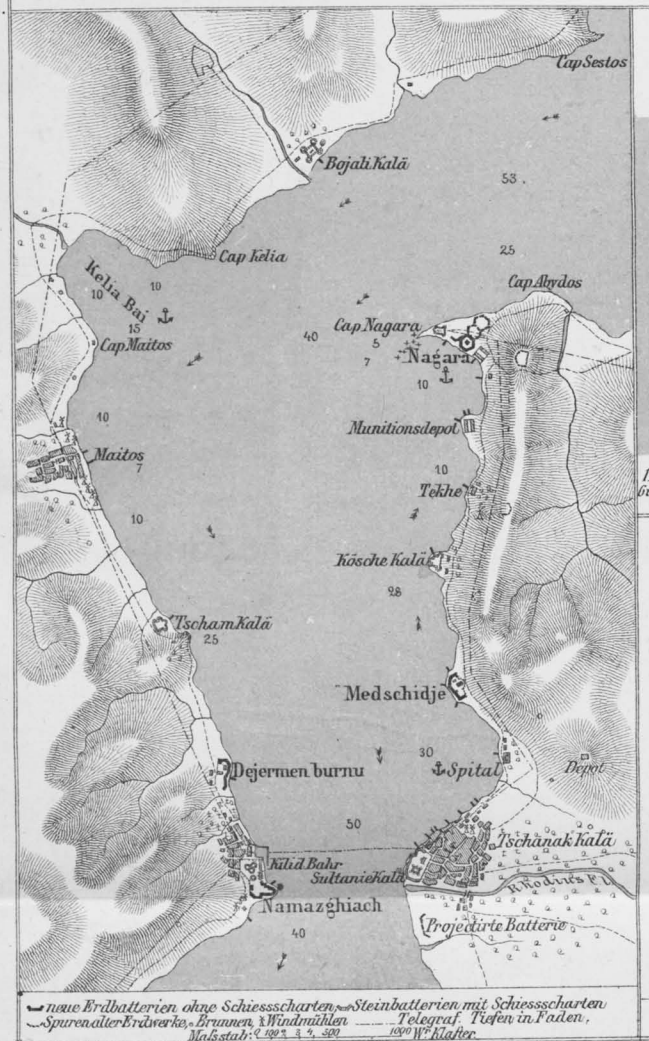 Cap Sestos
Bojali Kalä
53
25
Cap Kelia
Kelia Bai
10
10
15
Cap Abydos
Cap Nagara
40
5
7
Nagara
10
Cap Maitos
10
Munitionsdepot
Maitos
7
10
Tekhe
10
Kösche Kalä
28
Tscham Kalä
25
Medschidje
30
Spital
Depot
Dejermen burnu
50
Tschanak Kalä
Kilid Bahr
Sultanie Kalä
Rhodius Fl.
Namazghiach
Projectirte Batterie
40
neue Erdbatterien ohne Schiessscharten, Steinbatterien mit Schiessscharten
Spuren alter Erdwerke, Brunnen, Windmühlen Telegraf. Tiefen in Faden,
Masstab: 1000 Wr Klafter